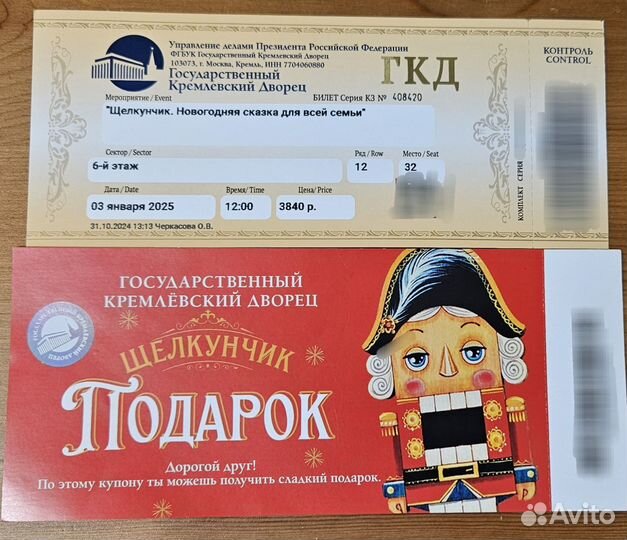 Управление делами Президента Российской Федерации
ФГБУК Государственный Кремлевский Дворец
103073, г. Москва, Кремль, ИНН 7704060880
Государственный
Кремлевский Дворец
ГКД
Мероприятие / Event
БИЛЕТ Серия КЗ № 408420
"Щелкунчик. Новогодняя сказка для всей семьи"
Сектор / Sector
Ряд / Row
Место / Seat
6-й этаж
12
32
Дата / Date
Время/ Time
Цена/ Price
03 января 2025
12:00
3840 р.
31.10.2024 13:13 Черкасова О.В.
КОНТРОЛЬ
CONTROL
КОМПЛЕКТ СЕРИЯ
ГОСУДАРСТВЕННЫЙ
КРЕМЛЁВСКИЙ ДВОРЕЦ
ГОСУДАРСТВЕННЫЙ КРЕМЛЕВСКИЙ ДВОРЕЦ
ЩЕЛКУНЧИК
ПОДАРОК
Дорогой друг!
По этому купону ты можешь получить сладкий подарок.
Avito